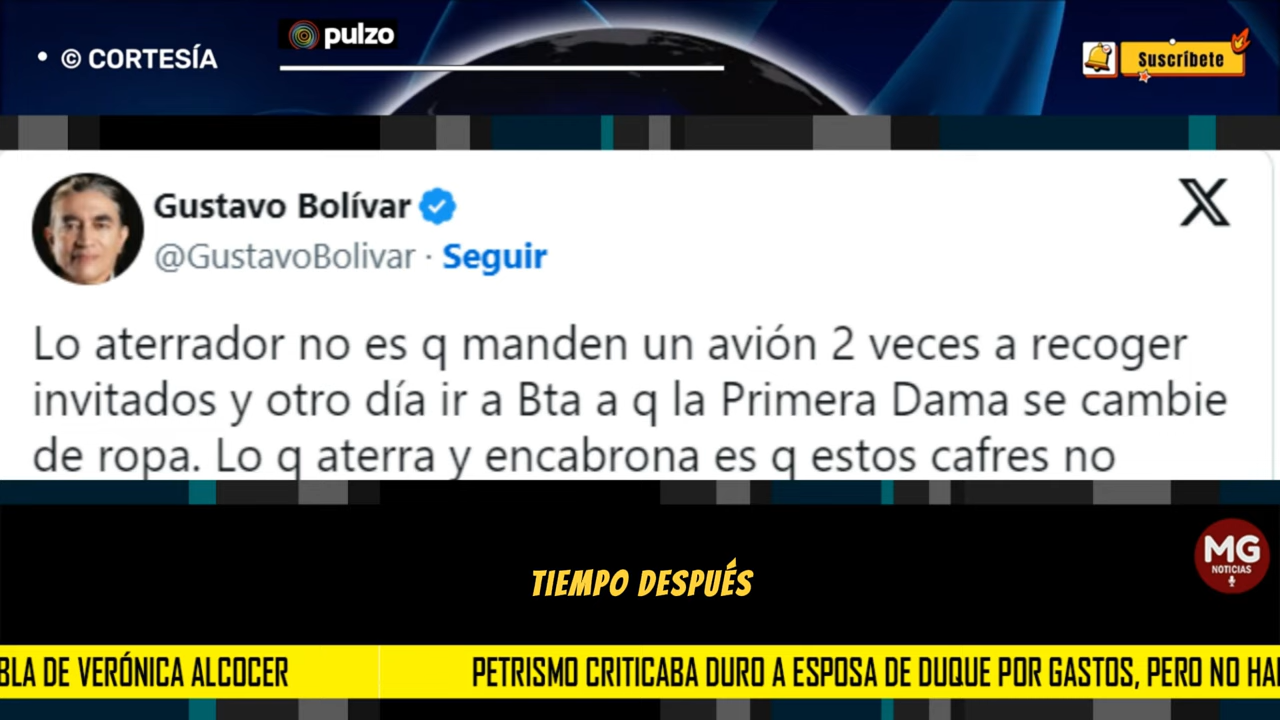 • © CORTESÍA
pulzo
Suscríbete
Gustavo Bolívar
@GustavoBolivar · Seguir
Lo aterrador no es q manden un avión 2 veces a recoger
invitados y otro día ir a Bta a q la Primera Dama se cambie
de ropa. Lo q aterra y encabrona es q estos cafres no
TIEMPO DESPUÉS
MG
NOTICIAS
BLA DE VERÓNICA ALCOCER
PETRISMO CRITICABA DURO A ESPOSA DE DUQUE POR GASTOS, PERO NO HA